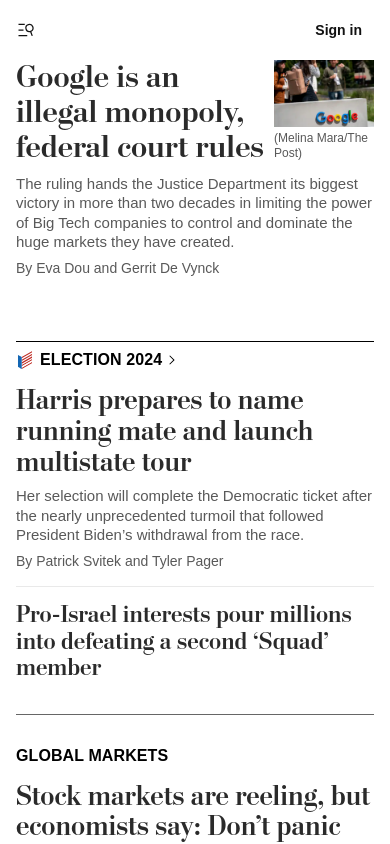 Sign in
Google is an
illegal monopoly,
federal court rules
Google
(Melina Mara/The
Post)
The ruling hands the Justice Department its biggest
victory in more than two decades in limiting the power
of Big Tech companies to control and dominate the
huge markets they have created.
By Eva Dou and Gerrit De Vynck
ELECTION 2024
Harris prepares to name
running mate and launch
multistate tour
Her selection will complete the Democratic ticket after
the nearly unprecedented turmoil that followed
President Biden’s withdrawal from the race.
By Patrick Svitek and Tyler Pager
Pro-Israel interests pour millions
into defeating a second ‘Squad’
member
GLOBAL MARKETS
Stock markets are reeling, but
economists say: Don’t panic